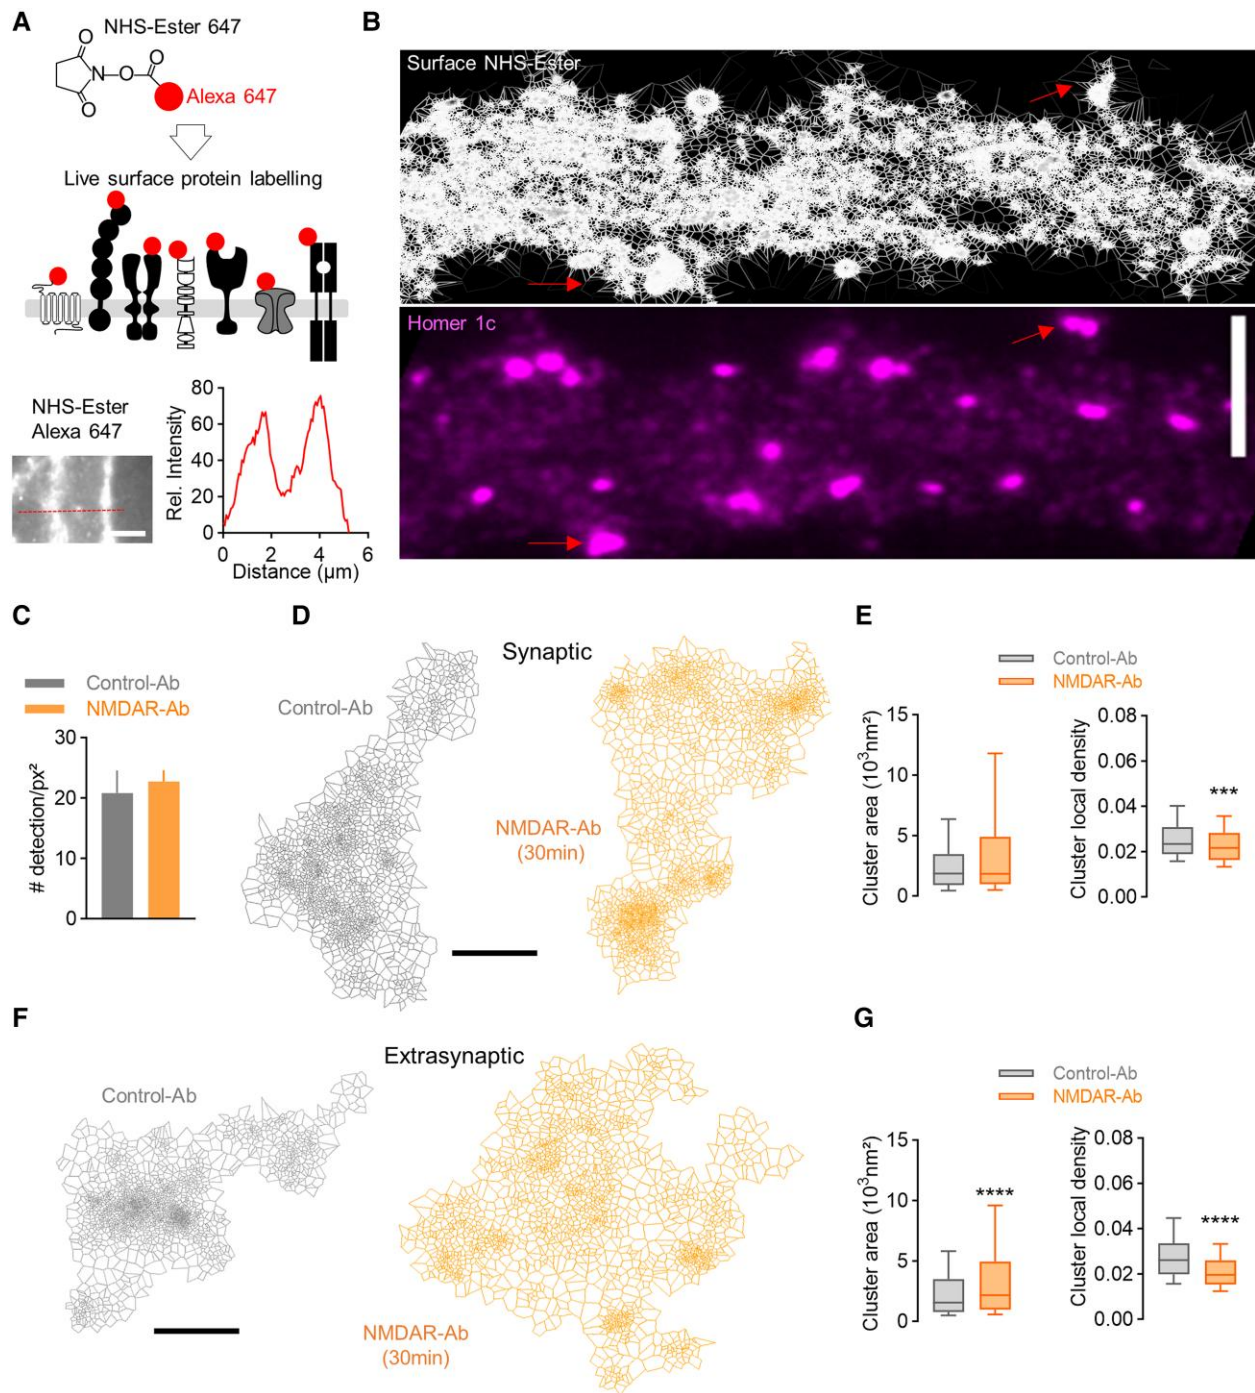 A
NHS-Ester 647
O
N
O
O
O
Alexa 647
Live surface protein labelling
NHS-Ester
Alexa 647
Rel. Intensity
80
60
40
20
0
0 2 4 6
Distance (µm)
B
Surface NHS-Ester
Homer 1c
C
Control-Ab
NMDAR-Ab
# detection/px²
30
20
10
0
D
Synaptic
Control-Ab
NMDAR-Ab
(30min)
E
Control-Ab
NMDAR-Ab
Cluster area (10³nm²)
15
10
5
0
Cluster local density
0.08
0.06
0.04
0.02
0.00
***
F
Extrasynaptic
Control-Ab
NMDAR-Ab
(30min)
G
Control-Ab
NMDAR-Ab
Cluster area (10³nm²)
15
10
5
0
****
Cluster local density
0.08
0.06
0.04
0.02
0.00
****